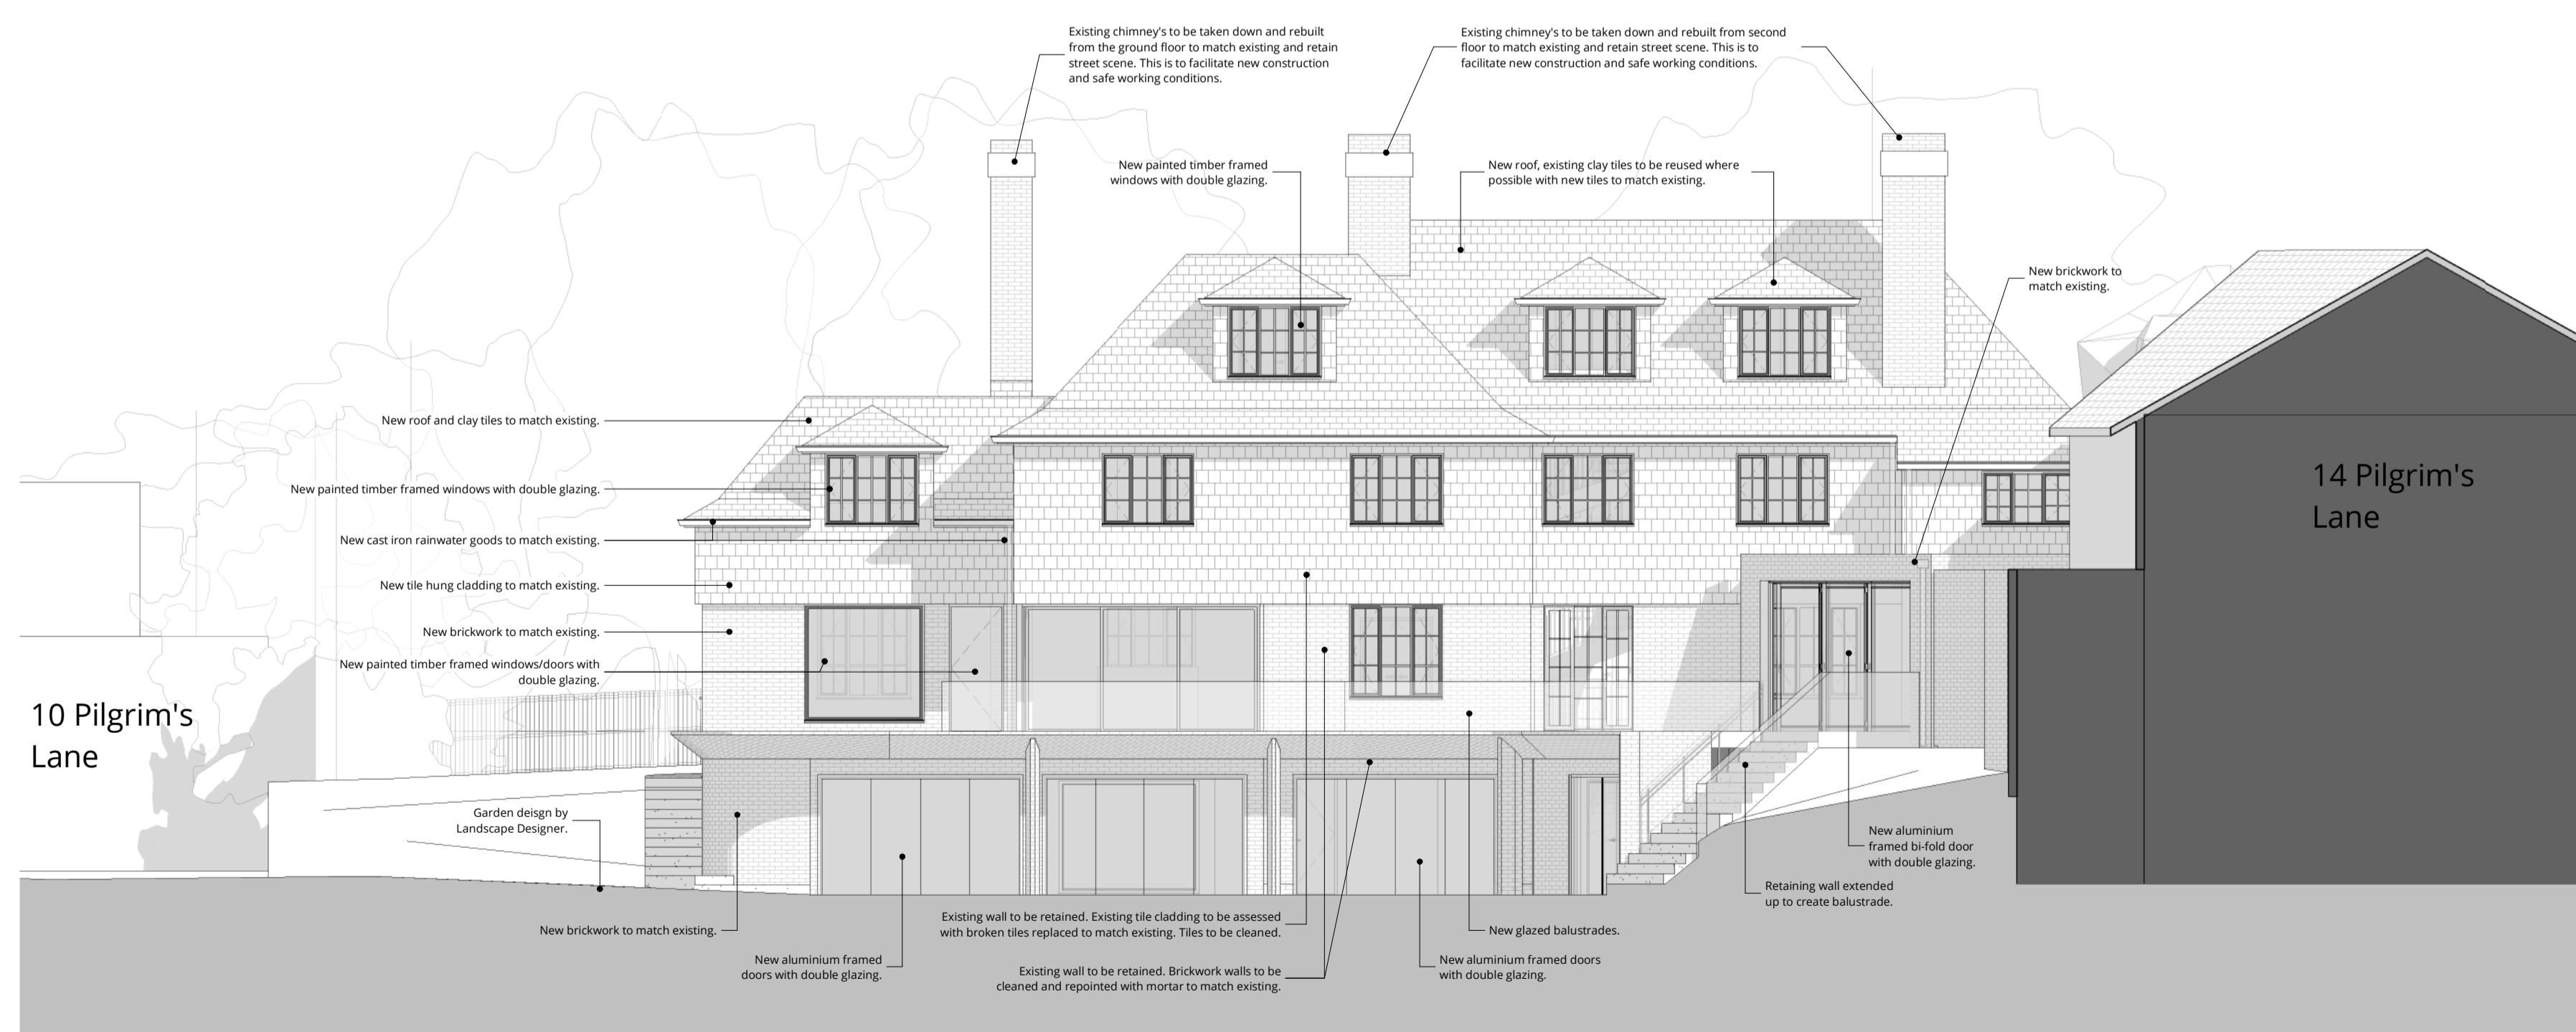 Existing chimney's to be taken down and rebuilt
from the ground floor to match existing and retain
street scene. This is to facilitate new construction
and safe working conditions.
Existing chimney's to be taken down and rebuilt from second
floor to match existing and retain street scene. This is to
facilitate new construction and safe working conditions.
New painted timber framed
windows with double glazing.
New roof, existing clay tiles to be reused where
possible with new tiles to match existing.
New brickwork to
match existing.
New roof and clay tiles to match existing.
New painted timber framed windows with double glazing.
New cast iron rainwater goods to match existing.
New tile hung cladding to match existing.
New brickwork to match existing.
New painted timber framed windows/doors with
double glazing.
14 Pilgrim's
Lane
10 Pilgrim's
Lane
Garden deisgn by
Landscape Designer.
New brickwork to match existing.
New aluminium framed
doors with double glazing.
Existing wall to be retained. Existing tile cladding to be assessed
with broken tiles replaced to match existing. Tiles to be cleaned.
Existing wall to be retained. Brickwork walls to be
cleaned and repointed with mortar to match existing.
New glazed balustrades.
New aluminium framed doors
with double glazing.
New aluminium
framed bi-fold door
with double glazing.
Retaining wall extended
up to create balustrade.